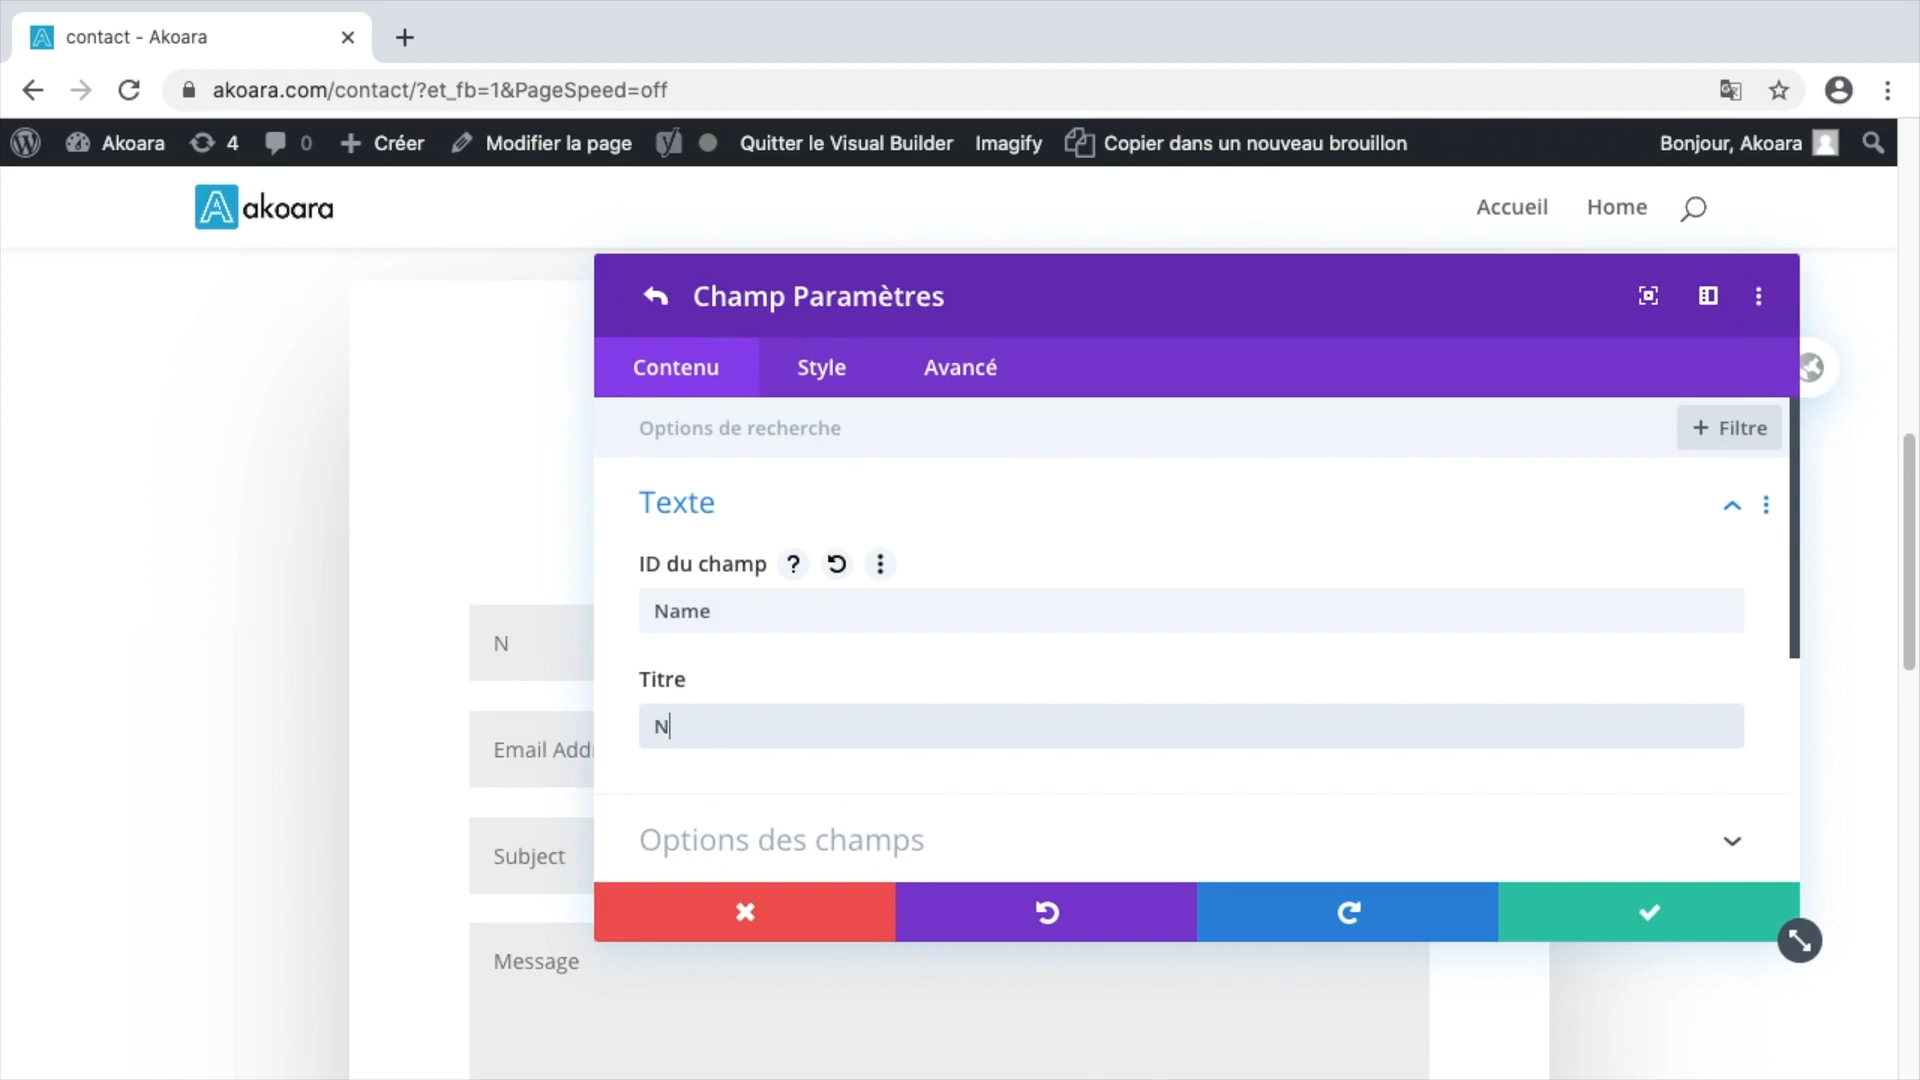 contact - Akoara
akoara.com/contact/?et_fb=1&PageSpeed=off
Akoara 4 0 Créer Modifier la page Quitter le Visual Builder Imagify Copier dans un nouveau brouillon Bonjour, Akoara
akoara Accueil Home
Champ Paramètres
Contenu Style Avancé
Options de recherche + Filtre
Texte
ID du champ ?
Name
N
Titre
N
Email Add
Options des champs
Subject
Message